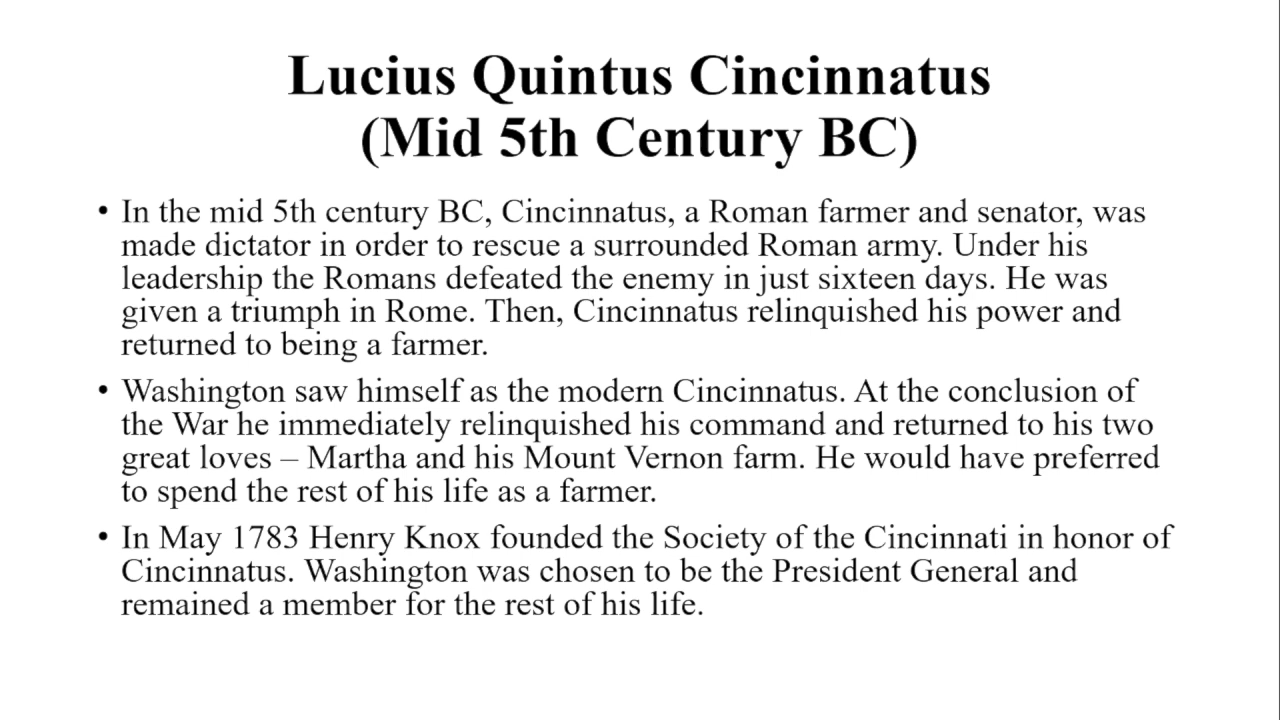 Lucius Quintus Cincinnatus
(Mid 5th Century BC)
• In the mid 5th century BC, Cincinnatus, a Roman farmer and senator, was
made dictator in order to rescue a surrounded Roman army. Under his
leadership the Romans defeated the enemy in just sixteen days. He was
given a triumph in Rome. Then, Cincinnatus relinquished his power and
returned to being a farmer.
• Washington saw himself as the modern Cincinnatus. At the conclusion of
the War he immediately relinquished his command and returned to his two
great loves – Martha and his Mount Vernon farm. He would have preferred
to spend the rest of his life as a farmer.
• In May 1783 Henry Knox founded the Society of the Cincinnati in honor of
Cincinnatus. Washington was chosen to be the President General and
remained a member for the rest of his life.